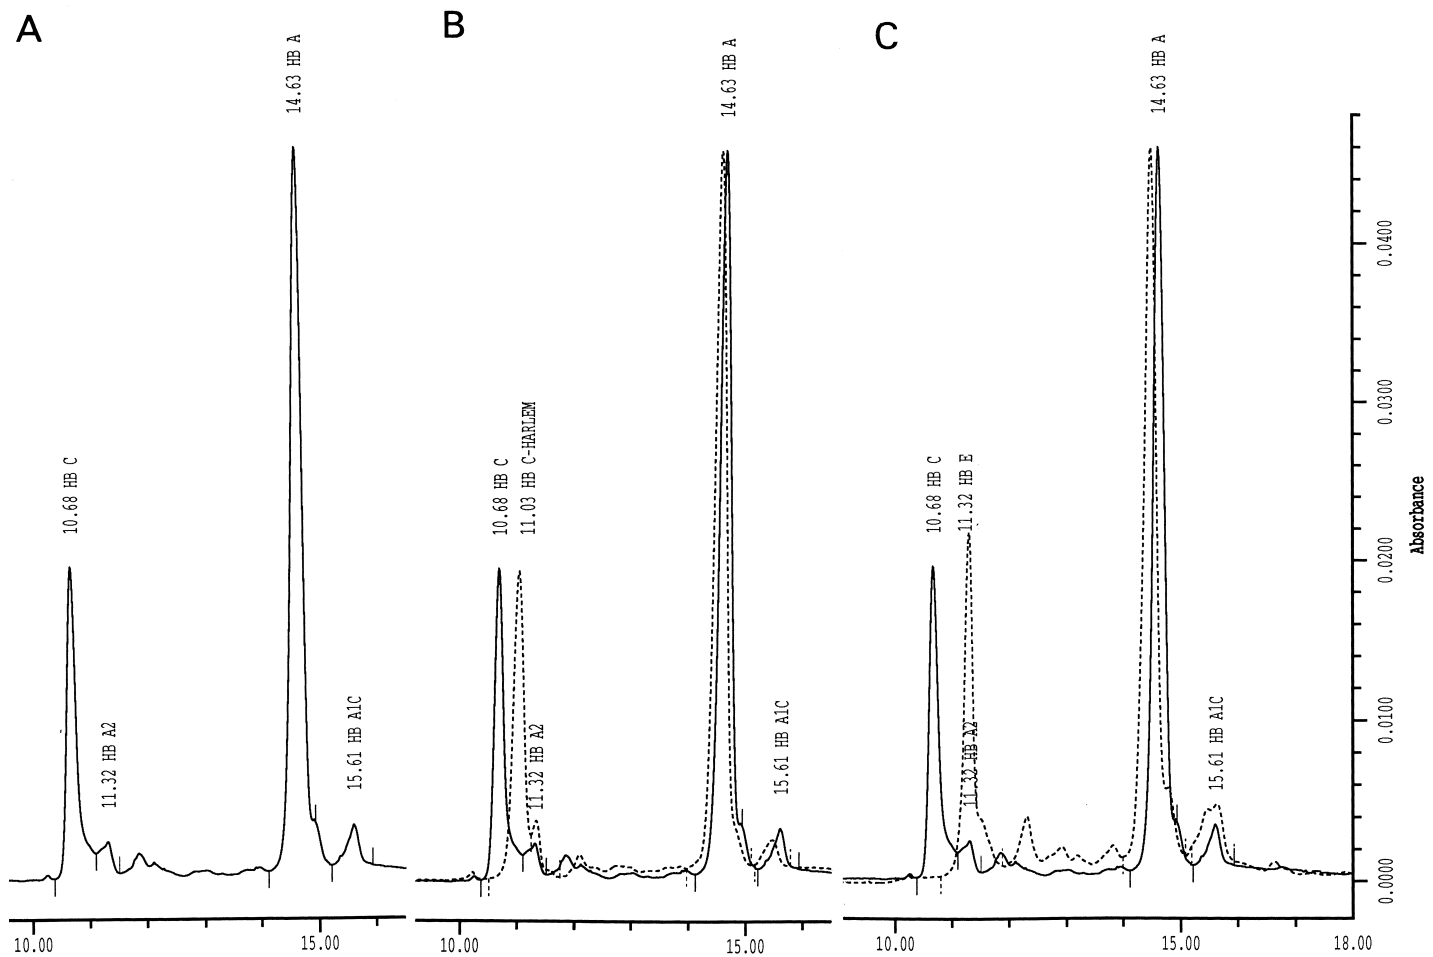 A
B
C
10.68 HB C
11.32 HB A2
14.63 HB A
15.61 HB A1C
10.68 HB C
11.03 HB C-HARLEM
11.32 HB A2
14.63 HB A
15.61 HB A1C
10.68 HB C
11.32 HB E
11.32 HB A2
14.63 HB A
15.61 HB A1C
0.0400
0.0300
0.0200
0.0100
0.0000
Absorbance
10.00
15.00
10.00
15.00
10.00
15.00
18.00